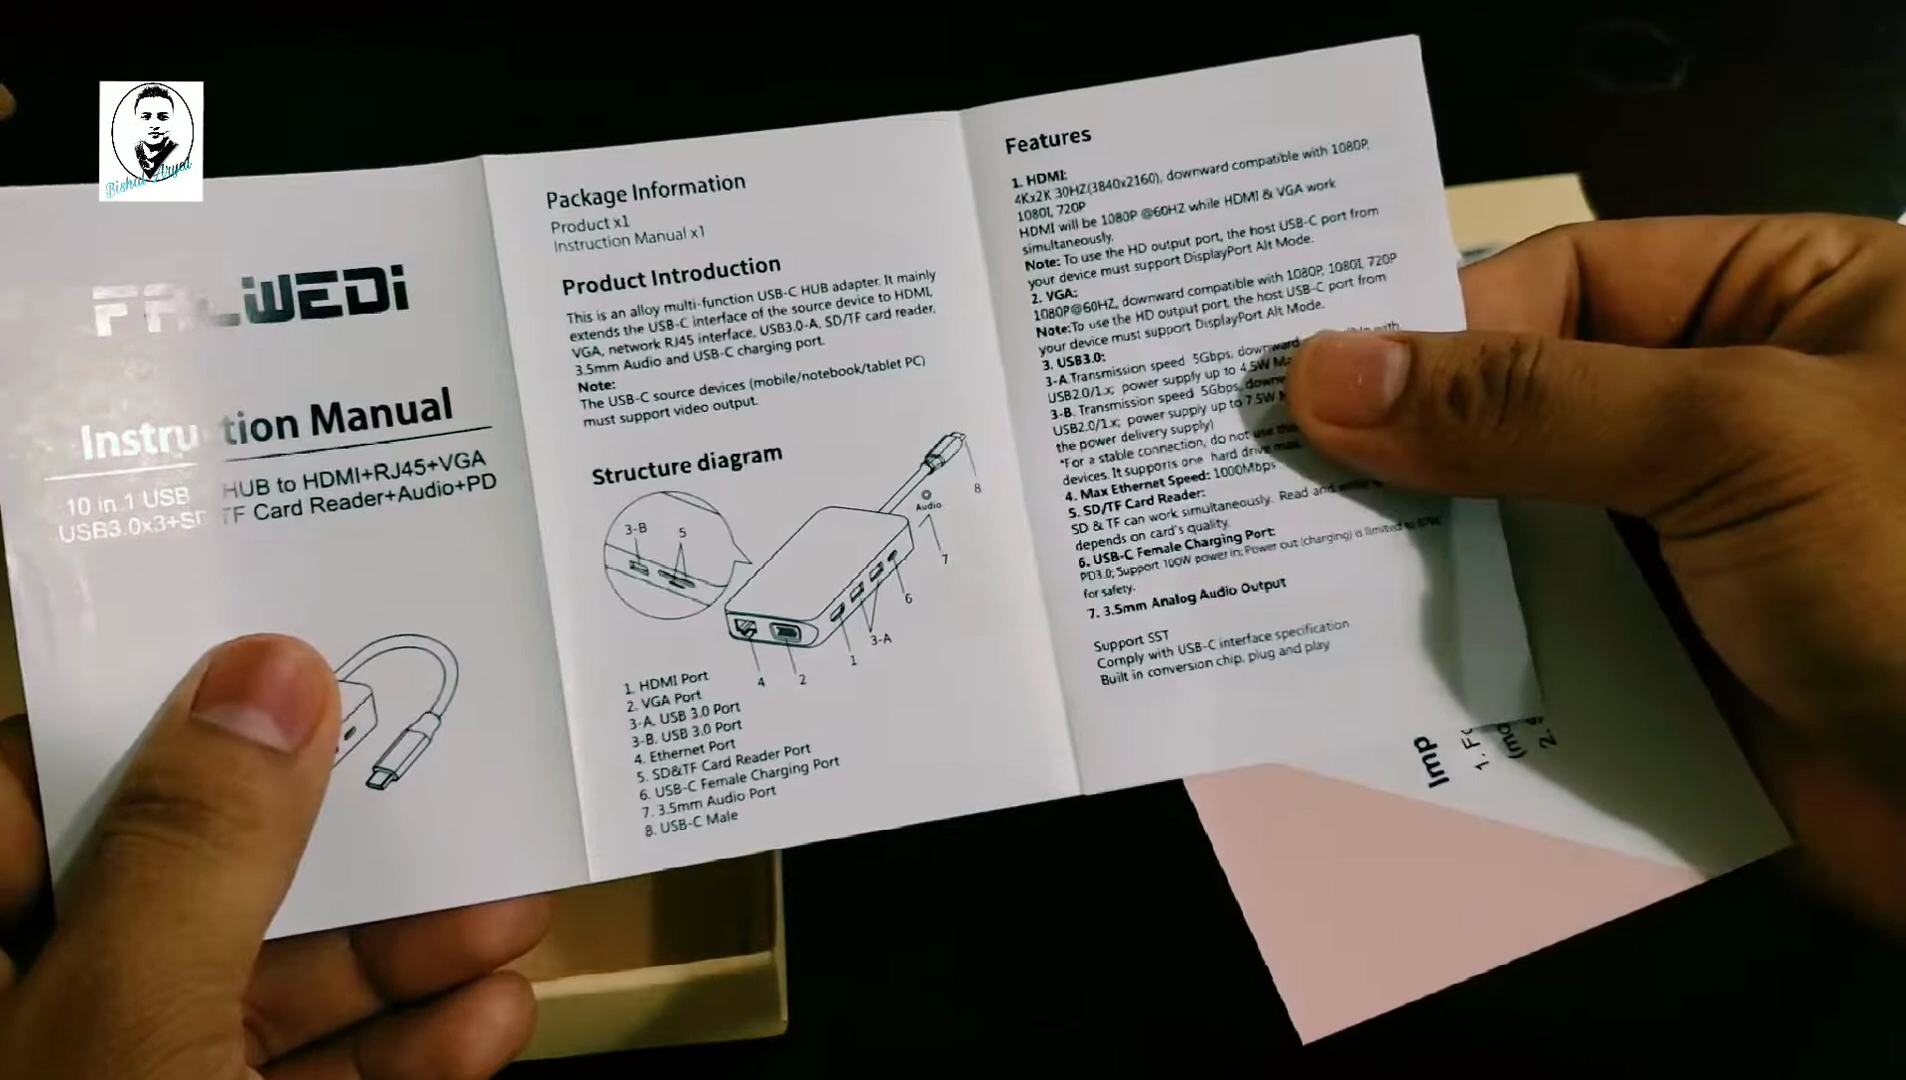 Bishal Aryal
FALWEDI
Instruction Manual
10 in 1 USB HUB to HDMI+RJ45+VGA
USB3.0x3+SD TF Card Reader+Audio+PD
Package Information
Product x1
Instruction Manual x1
Product Introduction
This is an alloy multi-function USB-C HUB adapter. It mainly
extends the USB-C interface of the source device to HDMI,
VGA, network RJ45 interface, USB3.0-A, SD/TF card reader,
3.5mm Audio and USB-C charging port.
Note:
The USB-C source devices (mobile/notebook/tablet PC)
must support video output.
Structure diagram
8
Audio
3-B
5
7
6
3-A
1
4
2
1. HDMI Port
2. VGA Port
3-A. USB 3.0 Port
3-B. USB 3.0 Port
4. Ethernet Port
5. SD&TF Card Reader Port
6. USB-C Female Charging Port
7. 3.5mm Audio Port
8. USB-C Male
Features
1. HDMI:
4Kx2K 30HZ(3840x2160), downward compatible with 1080P,
1080I, 720P
HDMI will be 1080P @60HZ while HDMI & VGA work
simultaneously.
Note: To use the HD output port, the host USB-C port from
your device must support DisplayPort Alt Mode.
2. VGA:
1080P@60HZ, downward compatible with 1080P, 1080I, 720P
Note:To use the HD output port, the host USB-C port from
your device must support DisplayPort Alt Mode.
3. USB3.0:
3-A.Transmission speed 5Gbps, downward with
USB2.0/1.x; power supply up to 4.5W
3-B. Transmission speed 5Gbps,
USB2.0/1.x; power supply up to 7.5W
the power delivery supply)
*For a stable connection, do not use
devices. It supports one hard drive max.
4. Max Ethernet Speed: 1000Mbps
5. SD/TF Card Reader:
SD & TF can work simultaneously. Read and
depends on card's quality.
6. USB-C Female Charging Port:
PD3.0; Support 100W power in; Power out (charging) is limited to
for safety.
7. 3.5mm Analog Audio Output
Support SST
Comply with USB-C interface specification
Built in conversion chip, plug and play
Imp
1.
2.